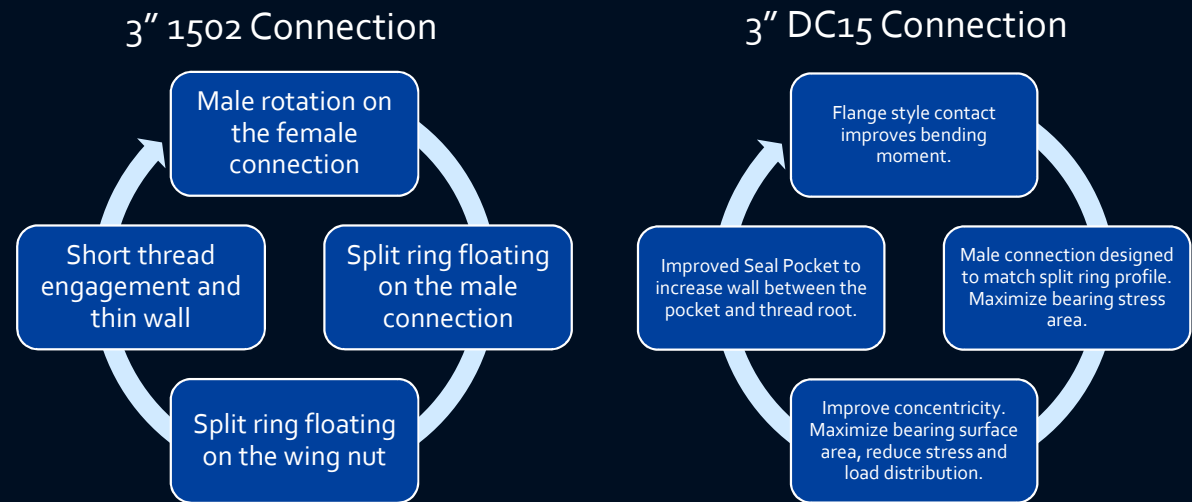 3” 1502 Connection
Male rotation on
the female
connection
Split ring floating
on the male
connection
Split ring floating
on the wing nut
Short thread
engagement and
thin wall
3” DC15 Connection
Flange style contact
improves bending
moment.
Male connection designed
to match split ring profile.
Maximize bearing stress
area.
Improve concentricity.
Maximize bearing surface
area, reduce stress and
load distribution.
Improved Seal Pocket to
increase wall between the
pocket and thread root.